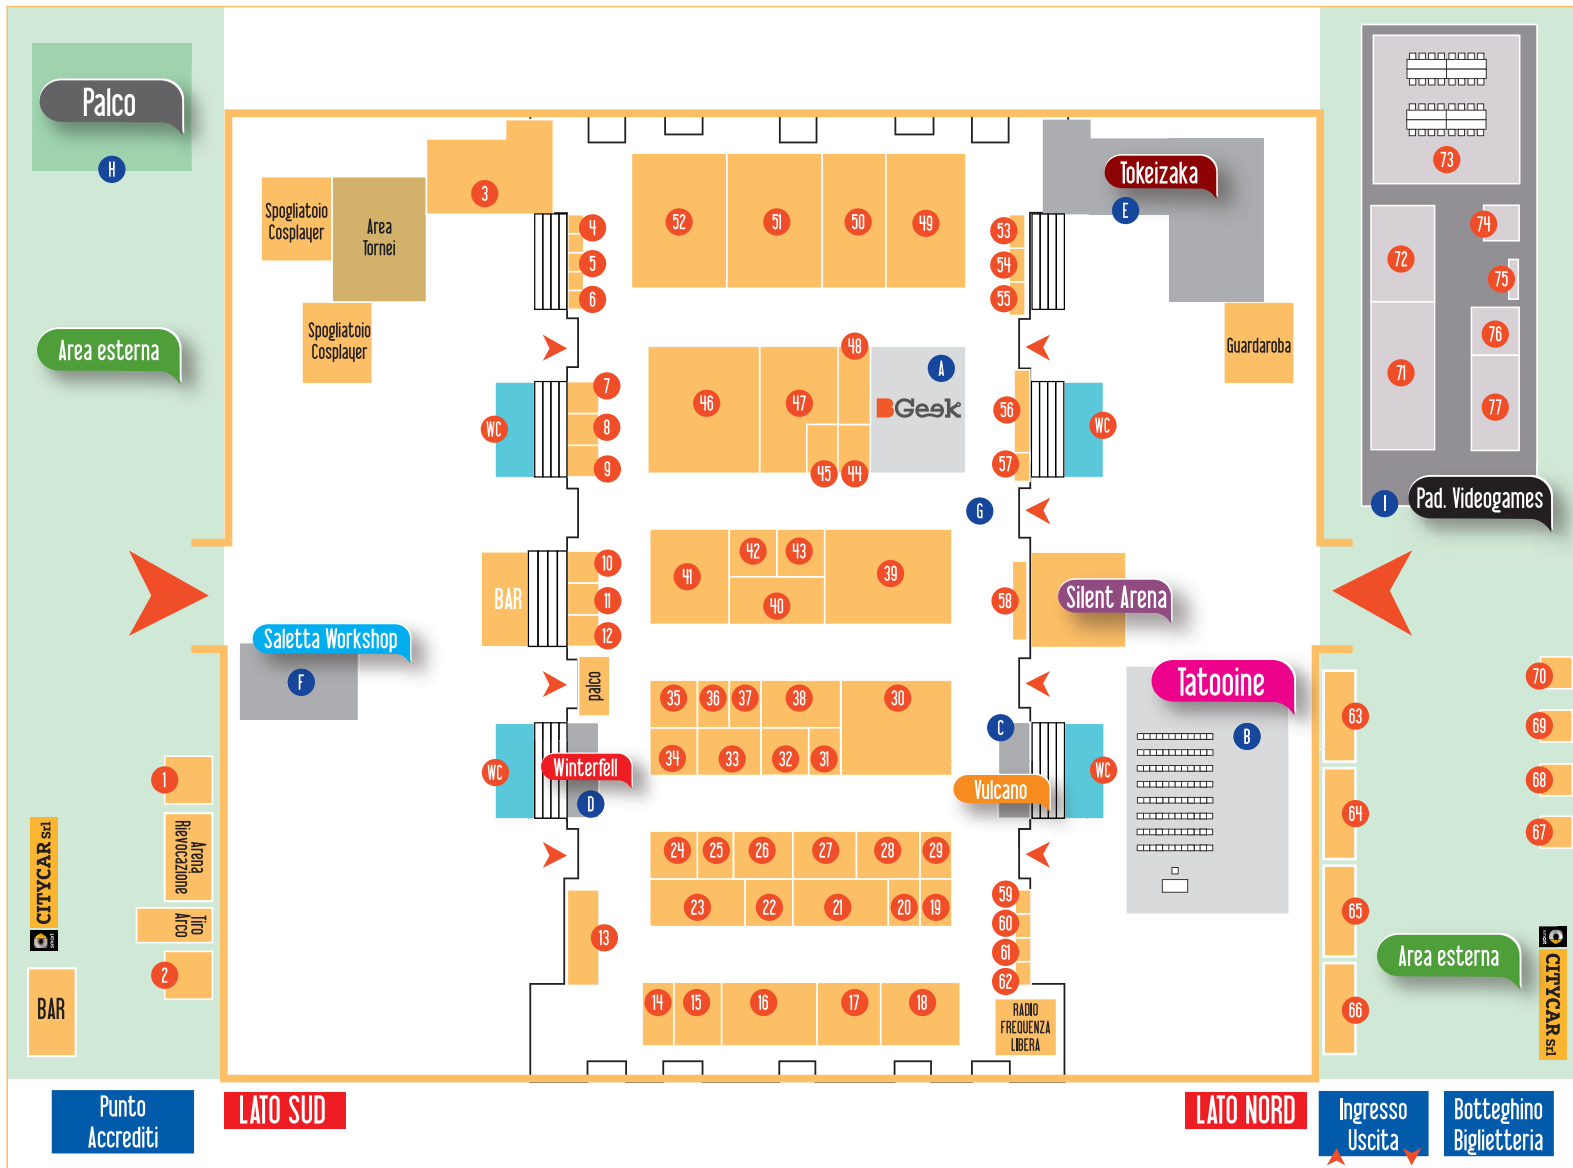 Palco
H
Area esterna
Spogliatoio
Cosplayer
Area
Tornei
Spogliatoio
Cosplayer
3
4
5
6
52
51
50
49
53
54
55
Tokeizaka
E
Guardaroba
73
72
74
75
71
76
77
I
Pad. Videogames
WC
7
8
9
46
47
48
45
44
A
BGeek
56
57
WC
G
BAR
10
11
12
41
42
43
40
39
58
Silent Arena
Saletta Workshop
F
palco
35
36
37
38
30
34
33
32
31
C
Tatooine
B
WC
Winterfell
D
Vulcano
WC
63
64
65
66
70
69
68
67
1
Arena
Rievocazione
Tiro
Arco
2
CITYCAR srl
smart
BAR
24
25
26
27
28
29
23
22
21
20
19
13
59
60
61
62
14
15
16
17
18
RADIO
FREQUENZA
LIBERA
Area esterna
smart
CITYCAR srl
Punto
Accrediti
LATO SUD
LATO NORD
Ingresso
Uscita
Botteghino
Biglietteria